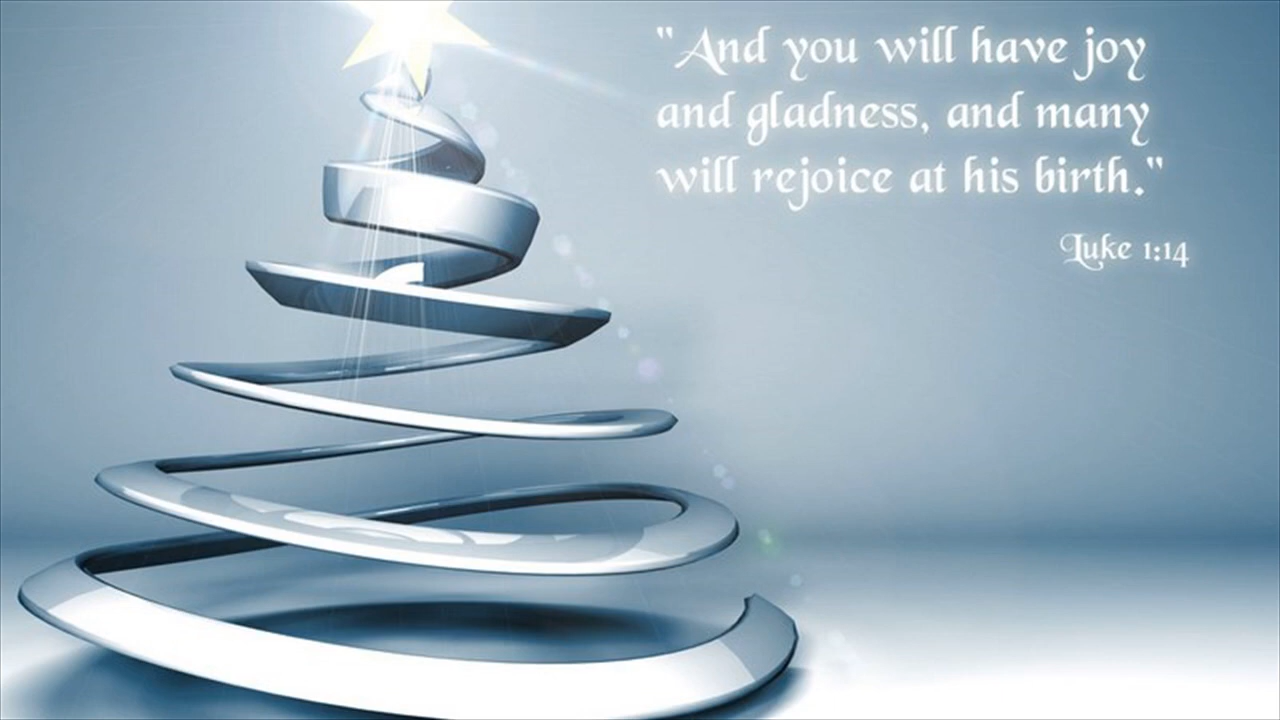 "And you will have joy
and gladness, and many
will rejoice at his birth."
Luke 1:14